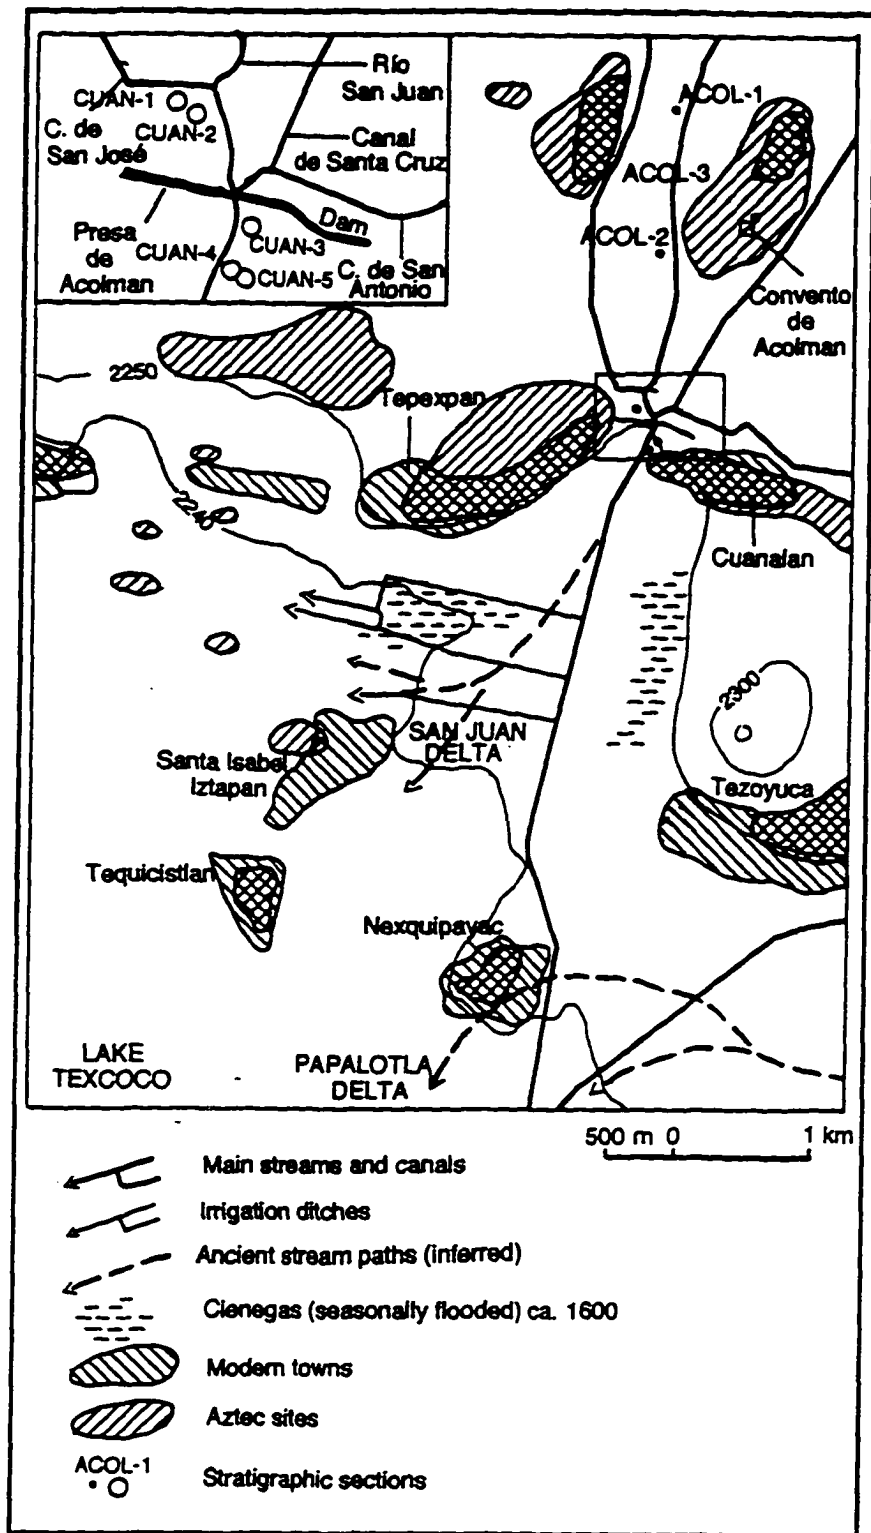 Río
San Juan
CUAN-1
CUAN-2
C. de
San José
Canal
de Santa Cruz
Presa
de
Acolman
Dam
CUAN-4
CUAN-3
CUAN-5
C. de San
Antonio
ACOL-1
ACOL-3
ACOL-2
Convento
de
Acolman
2250
Tepexpan
2240
Cuanalan
2300
SAN JUAN
DELTA
Santa Isabel
Iztapan
Tezoyuca
Tequicistlan
Nexquipayac
LAKE
TEXCOCO
PAPALOTLA
DELTA
500 m 0 1 km
Main streams and canals
Irrigation ditches
Ancient stream paths (inferred)
Cienegas (seasonally flooded) ca. 1600
Modern towns
Aztec sites
ACOL-1
Stratigraphic sections